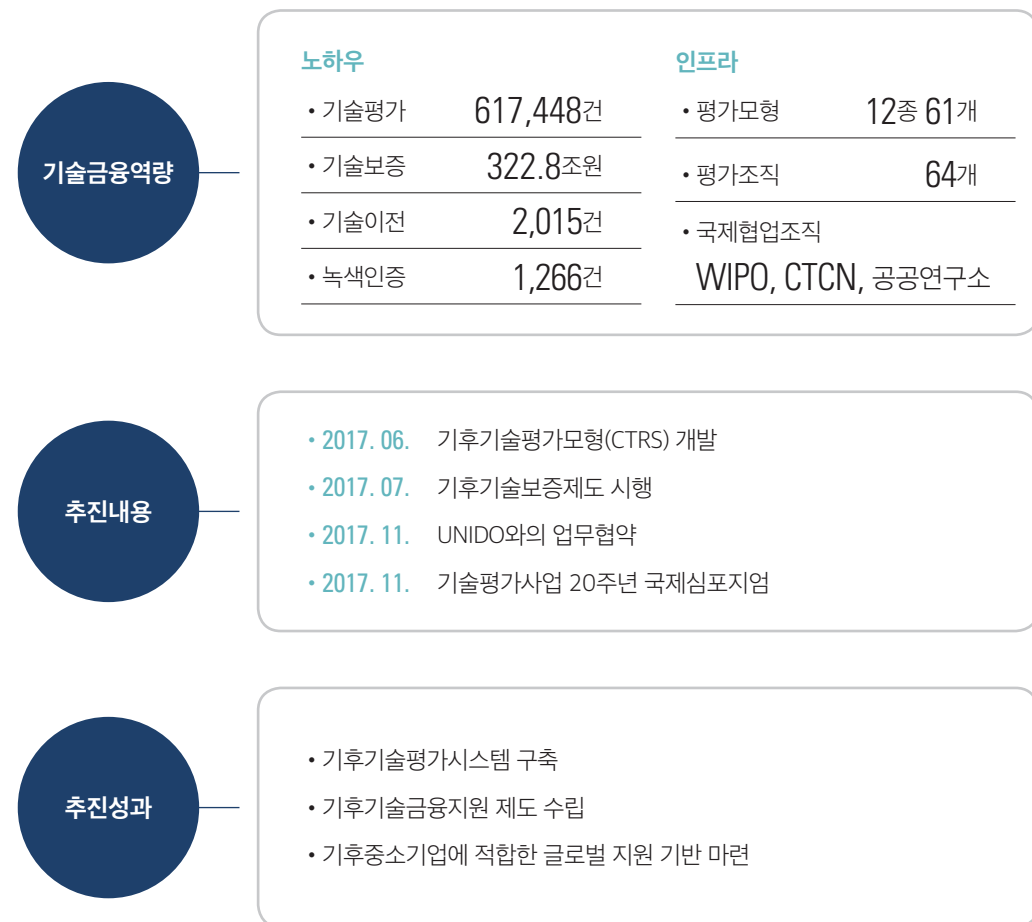 기술금융역량
노하우
• 기술평가 617,448건
• 기술보증 322.8조원
• 기술이전 2,015건
• 녹색인증 1,266건
인프라
• 평가모형 12종 61개
• 평가조직 64개
• 국제협업조직
WIPO, CTCN, 공공연구소
추진내용
• 2017. 06. 기후기술평가모형(CTRS) 개발
• 2017. 07. 기후기술보증제도 시행
• 2017. 11. UNIDO와의 업무협약
• 2017. 11. 기술평가사업 20주년 국제심포지엄
추진성과
• 기후기술평가시스템 구축
• 기후기술금융지원 제도 수립
• 기후중소기업에 적합한 글로벌 지원 기반 마련